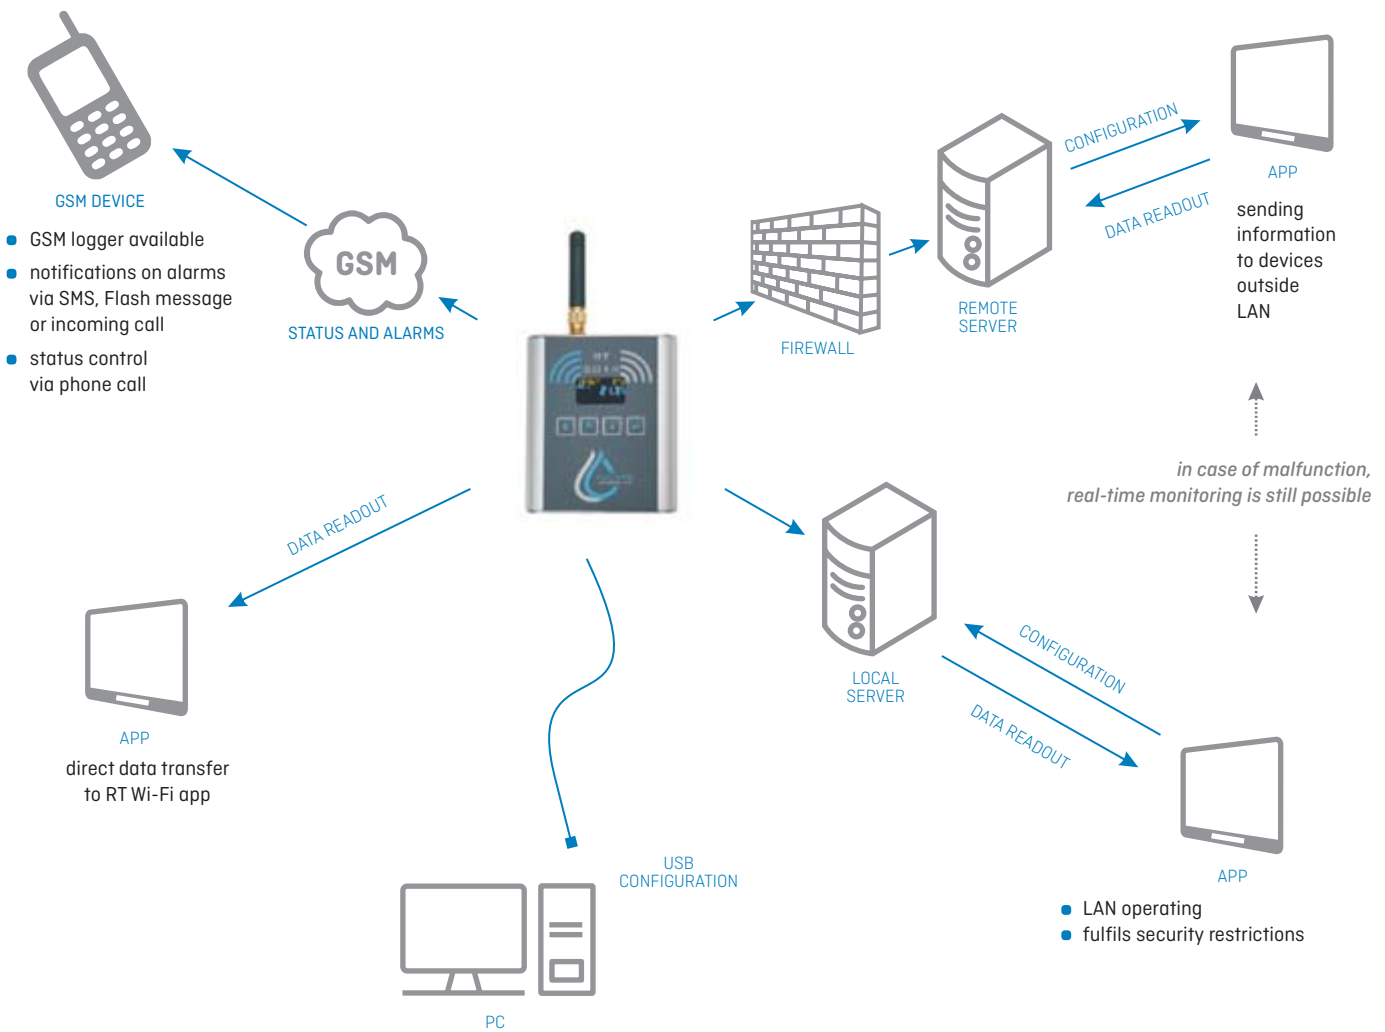 GSM DEVICE
GSM logger available
notifications on alarms
via SMS, Flash message
or incoming call
status control
via phone call
GSM
STATUS AND ALARMS
RT
FIREWALL
REMOTE
SERVER
CONFIGURATION
DATA READOUT
APP
sending
information
to devices
outside
LAN
in case of malfunction,
real-time monitoring is still possible
DATA READOUT
APP
direct data transfer
to RT Wi-Fi app
LOCAL
SERVER
CONFIGURATION
DATA READOUT
APP
LAN operating
fulfils security restrictions
USB
CONFIGURATION
PC